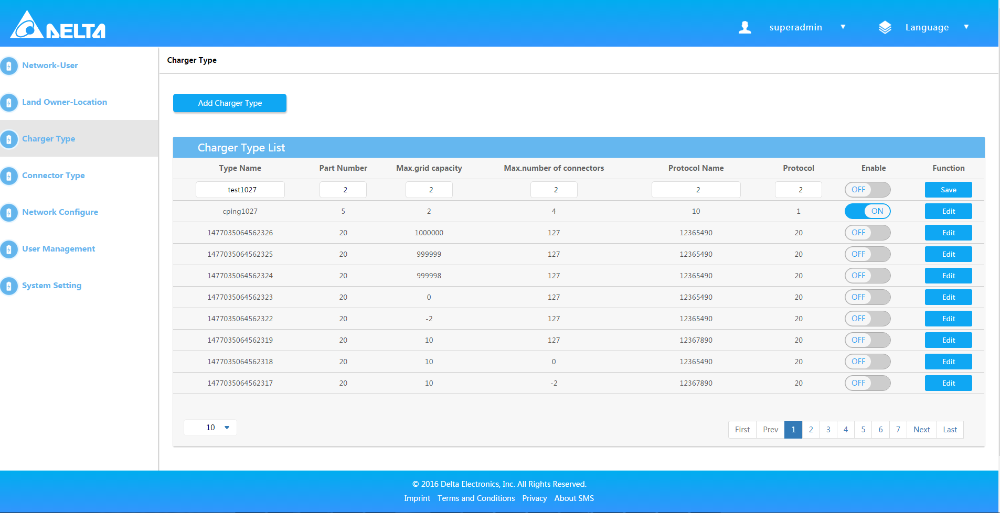 DELTA
superadmin
Language
Network-User
Land Owner-Location
Charger Type
Connector Type
Network Configure
User Management
System Setting
Charger Type
Add Charger Type
Charger Type List
Type Name Part Number Max.grid capacity Max.number of connectors Protocol Name Protocol Enable Function
test1027 2 2 2 2 2 OFF Save
cping1027 5 2 4 10 1 ON Edit
1477035064562326 20 1000000 127 12365490 20 OFF Edit
1477035064562325 20 999999 127 12365490 20 OFF Edit
1477035064562324 20 999998 127 12365490 20 OFF Edit
1477035064562323 20 0 127 12365490 20 OFF Edit
1477035064562322 20 -2 127 12365490 20 OFF Edit
1477035064562319 20 10 127 12367890 20 OFF Edit
1477035064562318 20 10 0 12365490 20 OFF Edit
1477035064562317 20 10 -2 12367890 20 OFF Edit
10
First Prev 1 2 3 4 5 6 7 Next Last
© 2016 Delta Electronics, Inc. All Rights Reserved.
Imprint Terms and Conditions Privacy About SMS